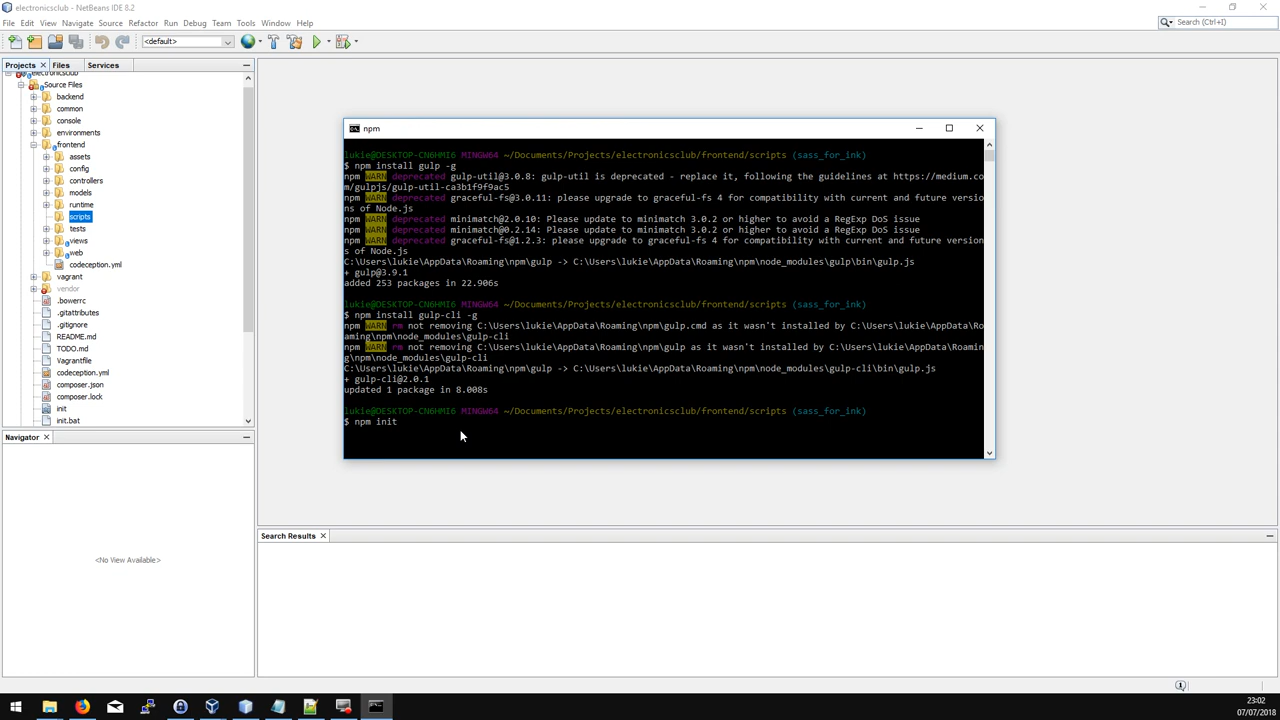 electronicsclub - NetBeans IDE 8.2
File Edit View Navigate Source Refactor Run Debug Team Tools Window Help
Search (Ctrl+I)
<default>
Projects Files Services
electronicsclub
Source Files
backend
common
console
environments
frontend
assets
config
controllers
models
runtime
scripts
tests
views
web
codeception.yml
vagrant
vendor
.bowerrc
.gitattributes
.gitignore
README.md
TODO.md
Vagrantfile
codeception.yml
composer.json
composer.lock
init
init.bat
Navigator
<No View Available>
npm
lukie@DESKTOP-CN6HMI6 MINGW64 ~/Documents/Projects/electronicsclub/frontend/scripts (sass_for_ink)
$ npm install gulp -g
npm WARN deprecated gulp-util@3.0.8: gulp-util is deprecated - replace it, following the guidelines at https://medium.co
m/gulpjs/gulp-util-ca3b1f9f9ac5
npm WARN deprecated graceful-fs@3.0.11: please upgrade to graceful-fs 4 for compatibility with current and future versio
ns of Node.js
npm WARN deprecated minimatch@2.0.10: Please update to minimatch 3.0.2 or higher to avoid a RegExp DoS issue
npm WARN deprecated minimatch@0.2.14: Please update to minimatch 3.0.2 or higher to avoid a RegExp DoS issue
npm WARN deprecated graceful-fs@1.2.3: please upgrade to graceful-fs 4 for compatibility with current and future version
s of Node.js
C:\Users\lukie\AppData\Roaming\npm\gulp -> C:\Users\lukie\AppData\Roaming\npm\node_modules\gulp\bin\gulp.js
+ gulp@3.9.1
added 253 packages in 22.906s
lukie@DESKTOP-CN6HMI6 MINGW64 ~/Documents/Projects/electronicsclub/frontend/scripts (sass_for_ink)
$ npm install gulp-cli -g
npm WARN rm not removing C:\Users\lukie\AppData\Roaming\npm\gulp.cmd as it wasn't installed by C:\Users\lukie\AppData\Ro
aming\npm\node_modules\gulp-cli
npm WARN rm not removing C:\Users\lukie\AppData\Roaming\npm\gulp as it wasn't installed by C:\Users\lukie\AppData\Roamin
g\npm\node_modules\gulp-cli
C:\Users\lukie\AppData\Roaming\npm\gulp -> C:\Users\lukie\AppData\Roaming\npm\node_modules\gulp-cli\bin\gulp.js
+ gulp-cli@2.0.1
updated 1 package in 8.008s
lukie@DESKTOP-CN6HMI6 MINGW64 ~/Documents/Projects/electronicsclub/frontend/scripts (sass_for_ink)
$ npm init
Search Results
23:02
07/07/2018